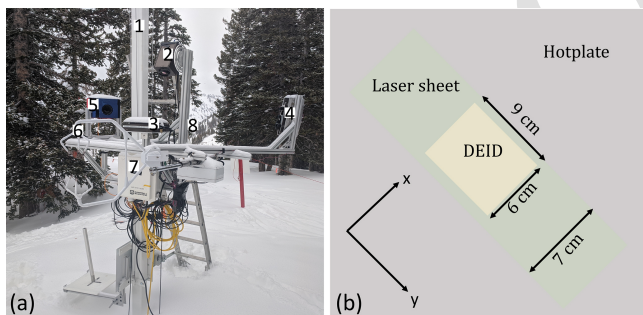 1
2
3
4
5
6
7
8
(a)
Hotplate
Laser sheet
DEID
9 cm
6 cm
7 cm
x
y
(b)